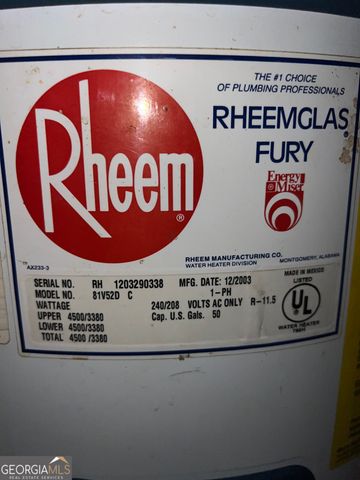 THE #1 CHOICE
OF PLUMBING PROFESSIONALS
Rheem®
RHEEMGLAS
FURY
Energy
Miser
RHEEM MANUFACTURING CO.
WATER HEATER DIVISION MONTGOMERY, ALABAMA
AX233-3
SERIAL NO. RH 1203290338 MFG. DATE: 12/2003
MODEL NO. 81V52D C 1-PH
WATTAGE 240/208 VOLTS AC ONLY R-11.5
UPPER 4500/3380 Cap. U.S. Gals. 50
LOWER 4500/3380
TOTAL 4500/3380
MADE IN MEXICO
LISTED
UL
WATER HEATER
GEORGIAMLS
REAL ESTATE SERVICES